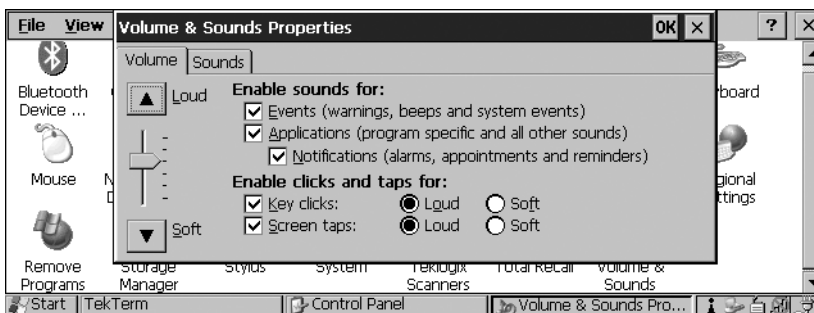 File View
Volume & Sounds Properties
OK
?
Volume
Sounds
Bluetooth
Device ...
Loud
Enable sounds for:
Events (warnings, beeps and system events)
Applications (program specific and all other sounds)
Notifications (alarms, appointments and reminders)
Mouse
Enable clicks and taps for:
Key clicks:
Loud
Soft
Screen taps:
Loud
Soft
Soft
Remove
Programs
Storage
Manager
Stylus
System
Teklogix
Scanners
Total Recall
Volume &
Sounds
Start
TekTerm
Control Panel
Volume & Sounds Pro...